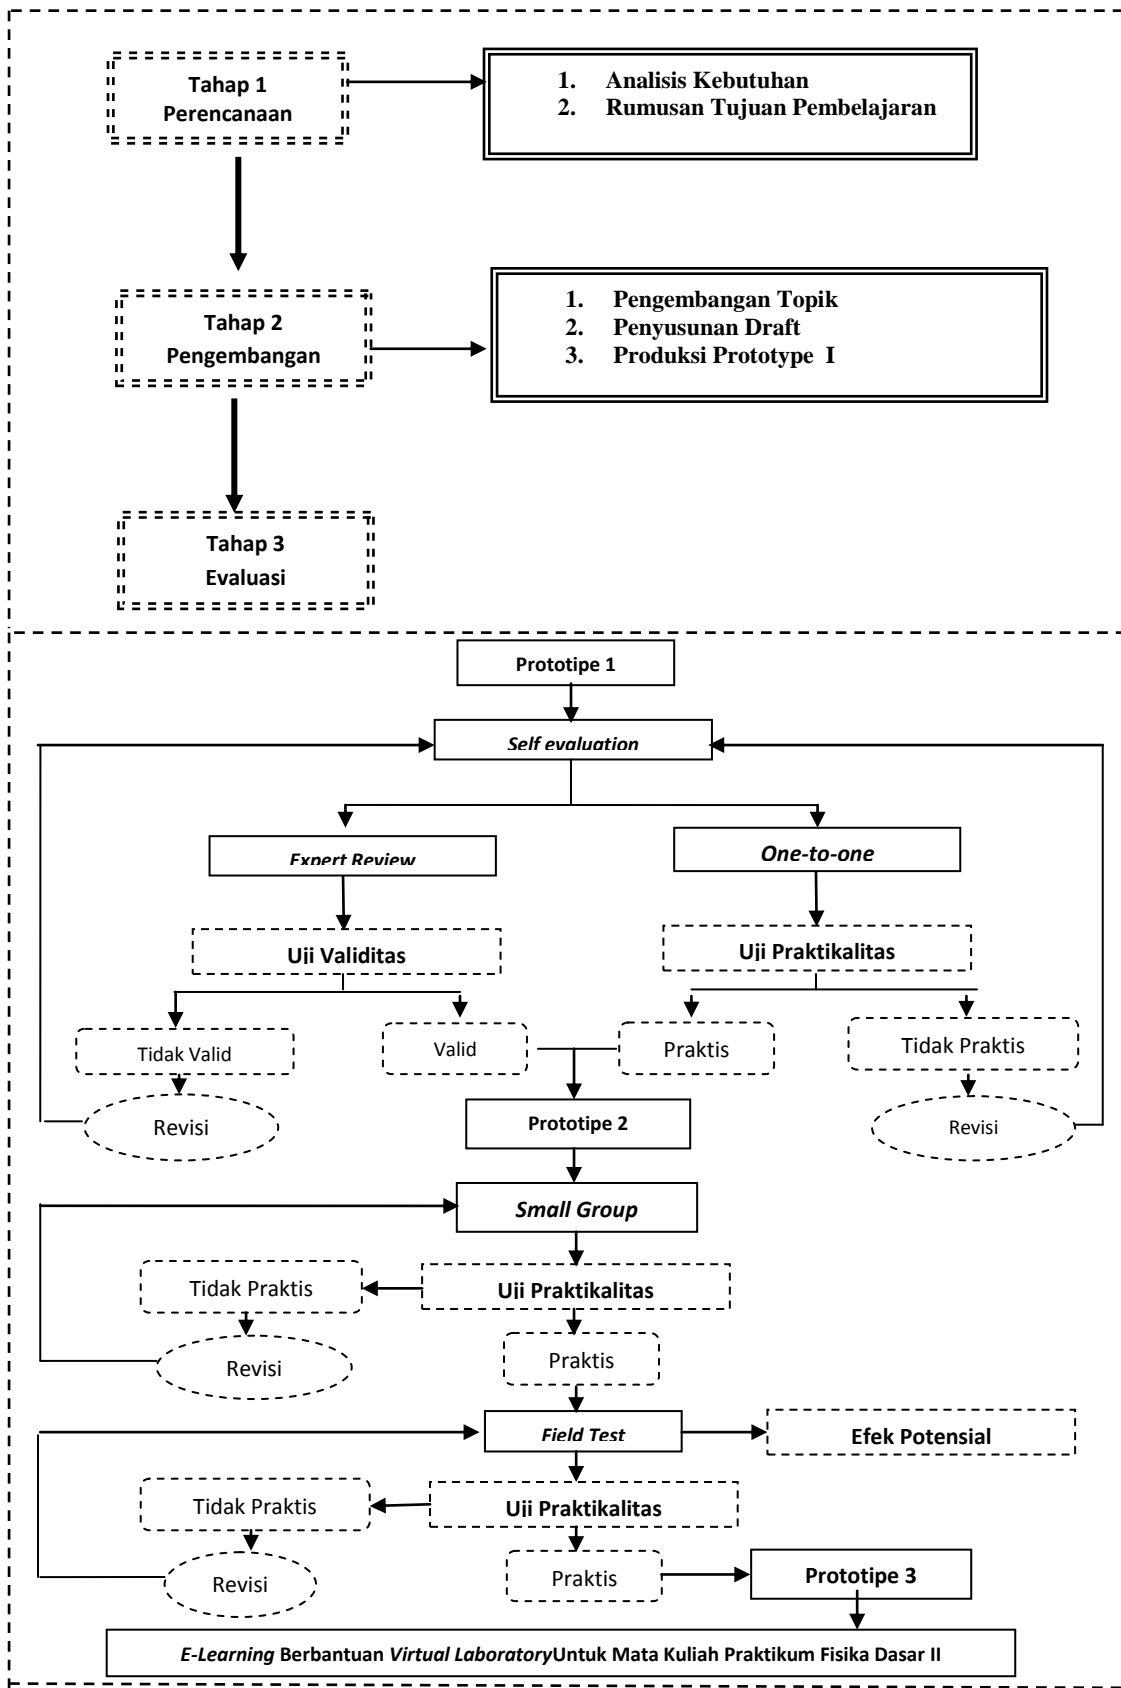 Tahap 1
Perencanaan
1. Analisis Kebutuhan
2. Rumusan Tujuan Pembelajaran
Tahap 2
Pengembangan
1. Pengembangan Topik
2. Penyusunan Draft
3. Produksi Prototype I
Tahap 3
Evaluasi
Prototipe 1
Self evaluation
Expert Review
One-to-one
Uji Validitas
Uji Praktikalitas
Tidak Valid
Valid
Praktis
Tidak Praktis
Revisi
Prototipe 2
Revisi
Small Group
Tidak Praktis
Uji Praktikalitas
Revisi
Praktis
Field Test
Efek Potensial
Tidak Praktis
Uji Praktikalitas
Revisi
Praktis
Prototipe 3
E-Learning Berbantuan Virtual LaboratoryUntuk Mata Kuliah Praktikum Fisika Dasar II